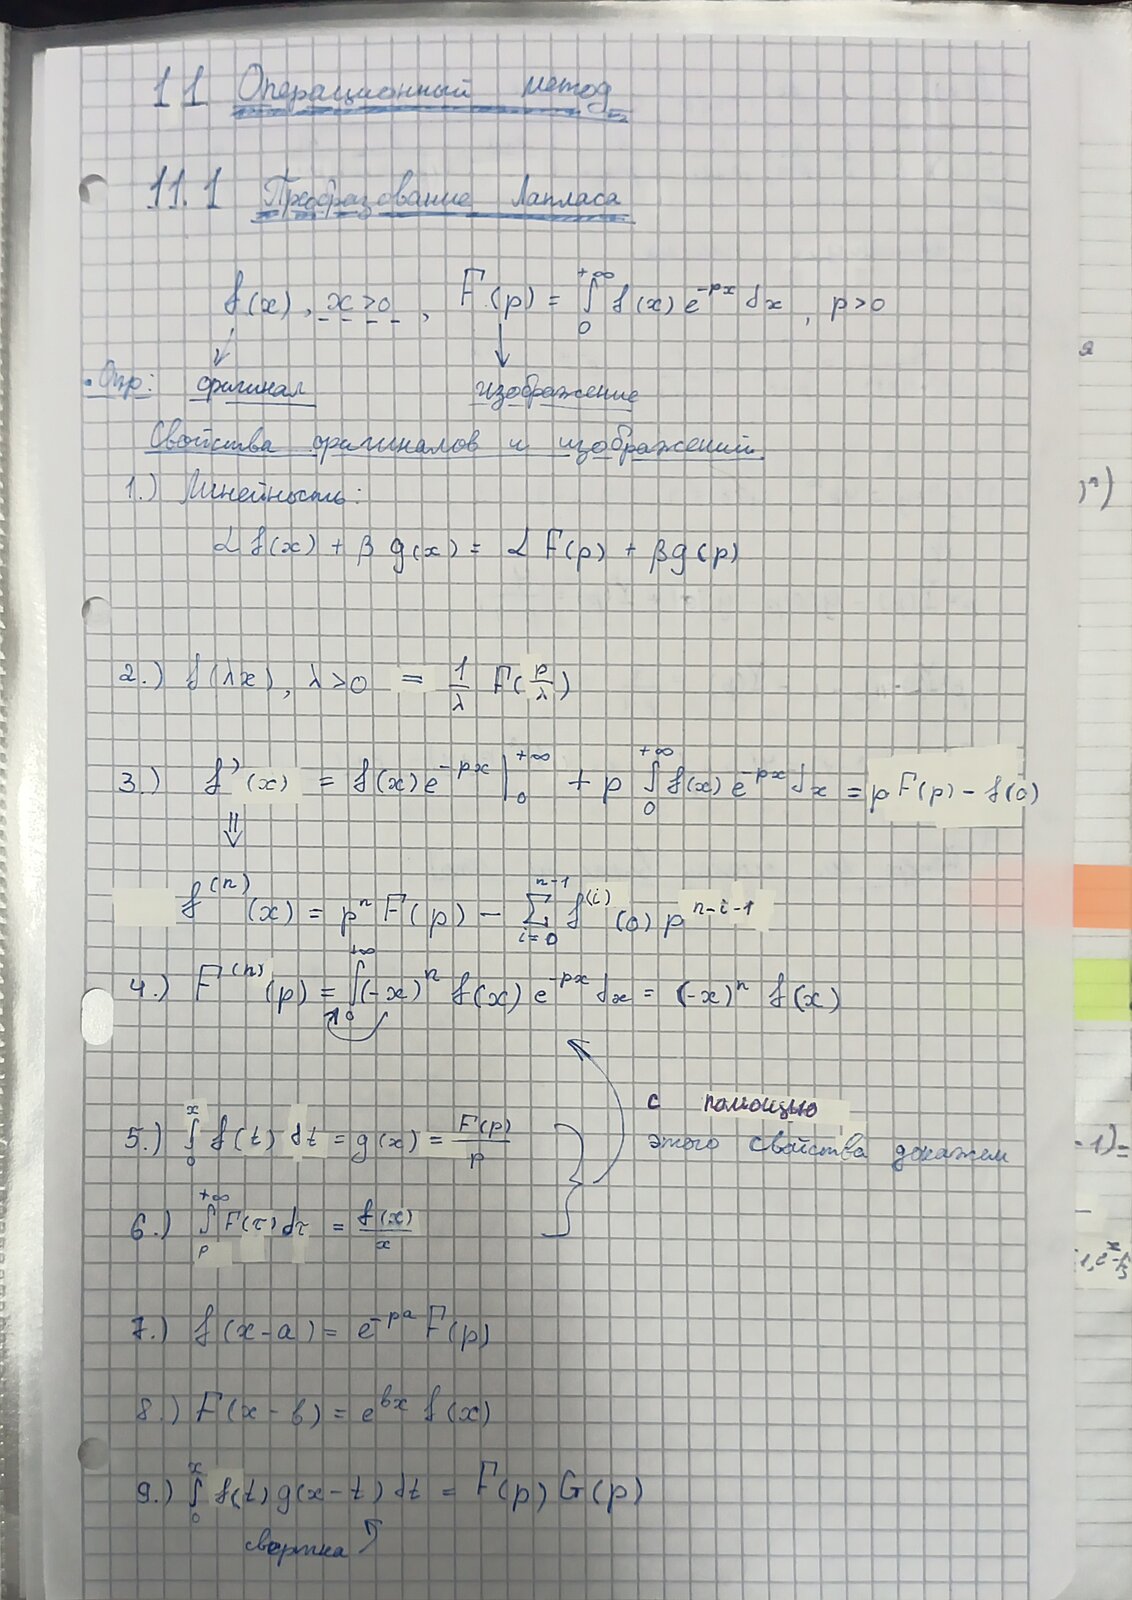 11 Операционный метод
11.1 Преобразование Лапласа
f(x), x>0, F(p) = ∫₀^{+∞} f(x) e^{-px} dx, p>0
• Опр: оригинал изображение
Свойства оригиналов и изображений.
1.) Линейность:
α f(x) + β g(x) = α F(p) + β g(p)
2.) f(λx), λ>0 = 1/λ F(p/λ)
3.) f'(x) = f(x) e^{-px} |₀^{+∞} + p ∫₀^{+∞} f(x) e^{-px} dx = p F(p) - f(0)
⇓
f^{(n)}(x) = p^n F(p) - ∑_{i=0}^{n-1} f^{(i)}(0) p^{n-i-1}
4.) F^{(n)}(p) = ∫₀^{+∞} (-x)^n f(x) e^{-px} dx = (-x)^n f(x)
с помощью
этого свойства докажем
5.) ∫₀^x f(t) dt = g(x) = F(p)/p
6.) ∫_p^{+∞} F(τ) dτ = f(x)/x
7.) f(x-a) = e^{-pa} F(p)
8.) F(x-b) = e^{bx} f(x)
9.) ∫₀^x f(t) g(x-t) dt = F(p) G(p)
свертка